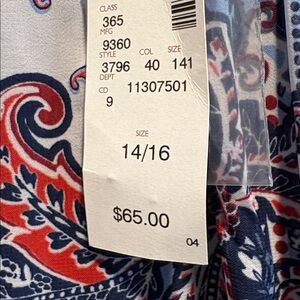 CLASS
365
MFG
9360
STYLE COL SIZE
3796 40 141
DEPT
CD 11307501
9
SIZE
14/16
$65.00
04